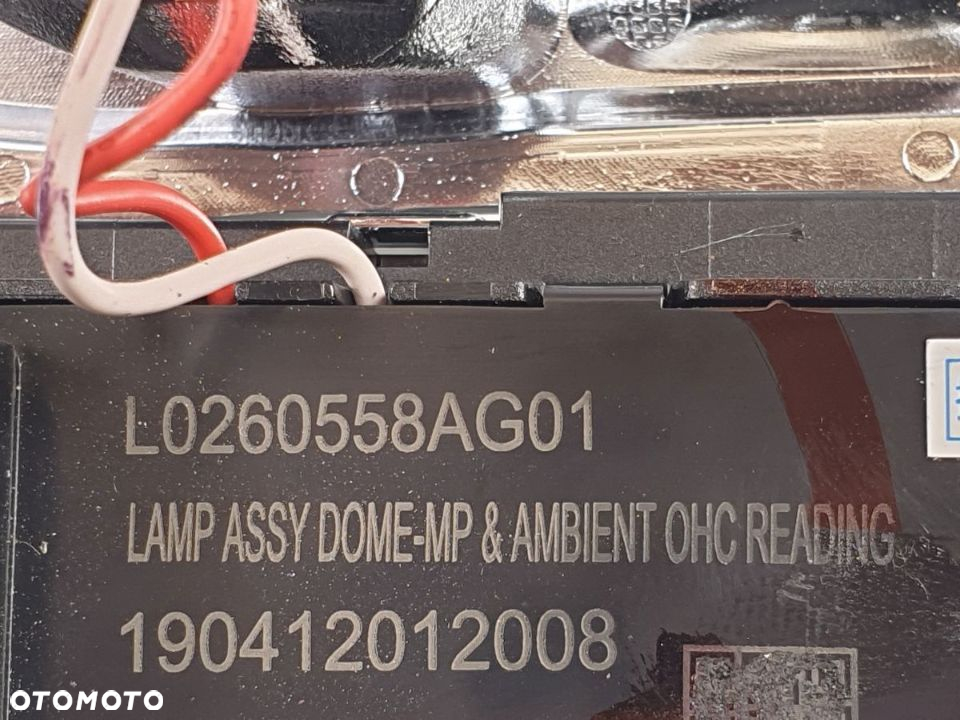 L0260558AG01
LAMP ASSY DOME-MP & AMBIENT OHC READING
190412012008
OTOMOTO